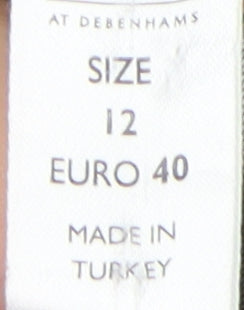 AT DEBENHAMS
SIZE
12
EURO 40
MADE IN
TURKEY